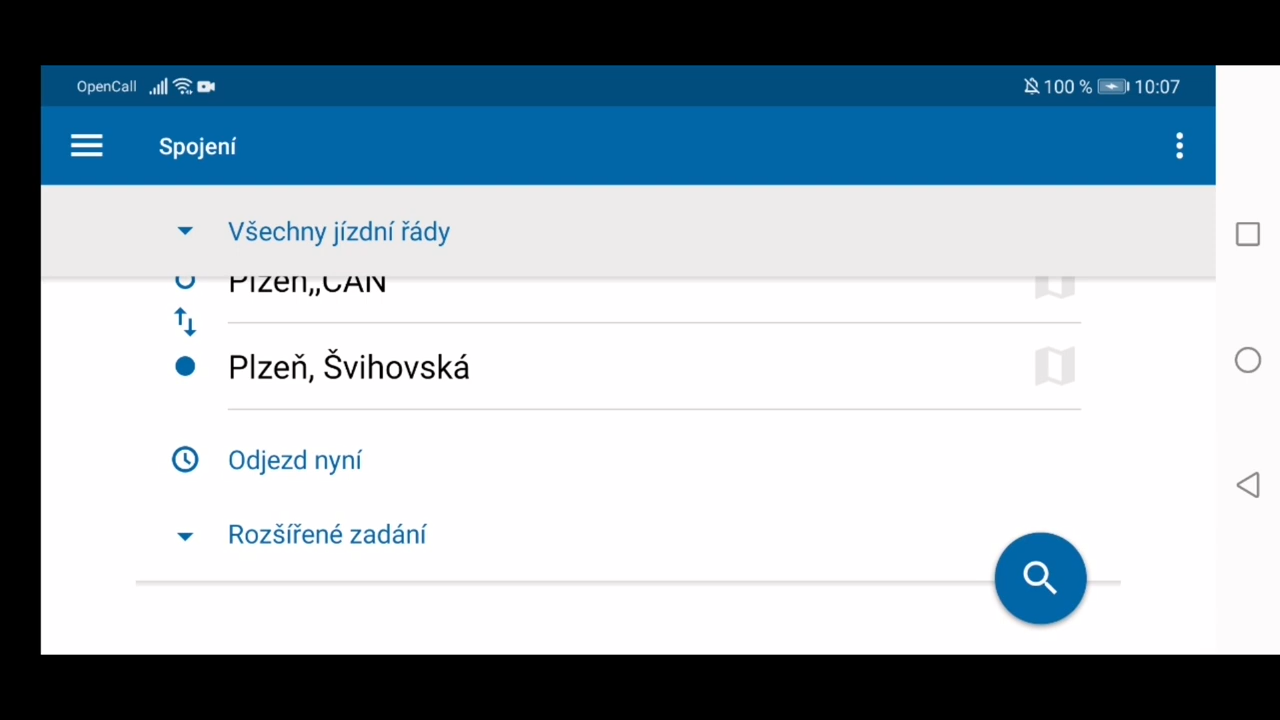 OpenCall
100 %
10:07
Spojení
Všechny jízdní řády
Plzeň,,CAN
Plzeň, Švihovská
Odjezd nyní
Rozšířené zadání